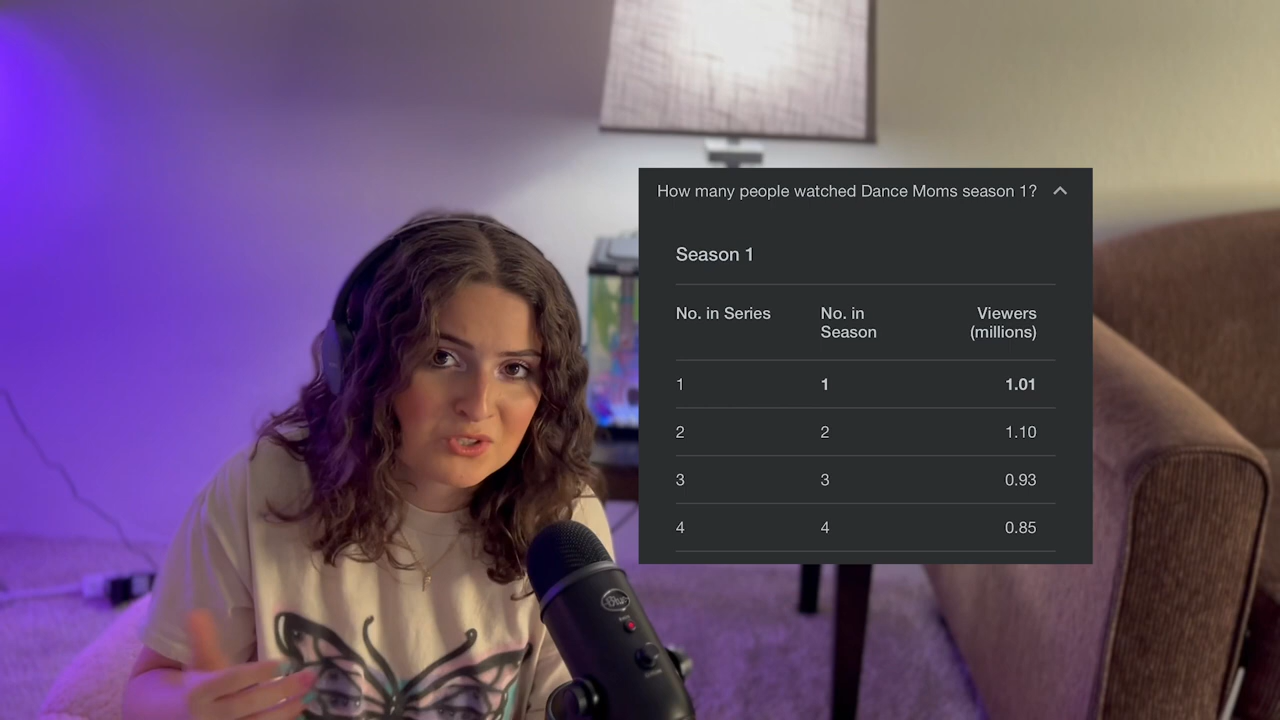 How many people watched Dance Moms season 1?
Season 1
No. in Series No. in Season Viewers (millions)
1 1 1.01
2 2 1.10
3 3 0.93
4 4 0.85
Blue